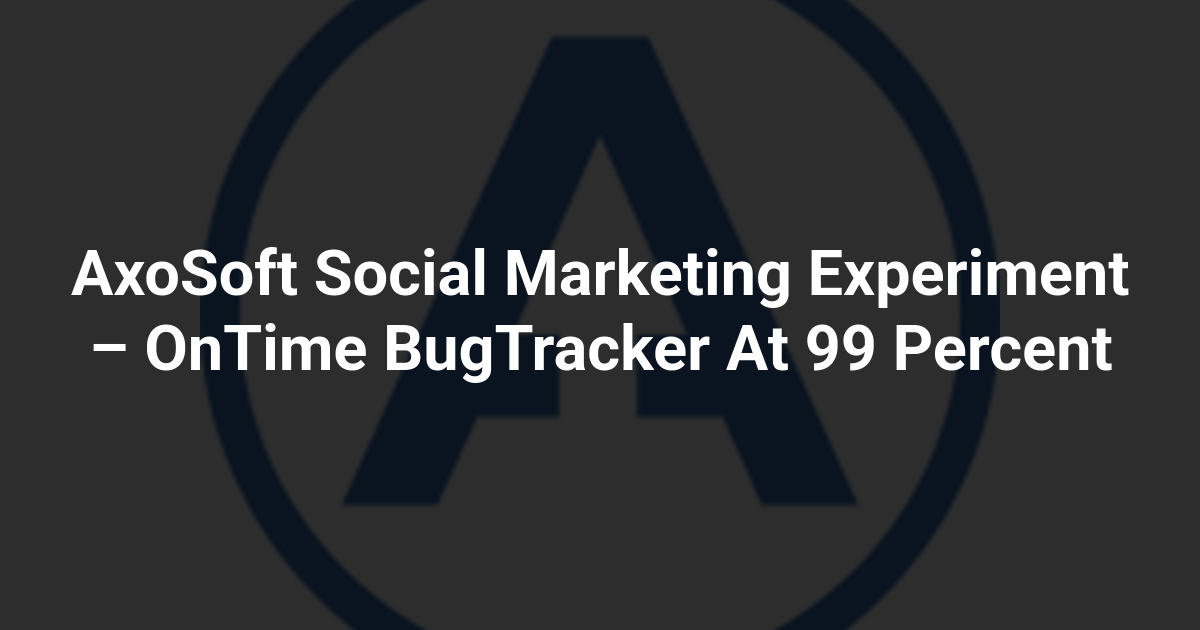 AxoSoft Social Marketing Experiment
– OnTime BugTracker At 99 Percent